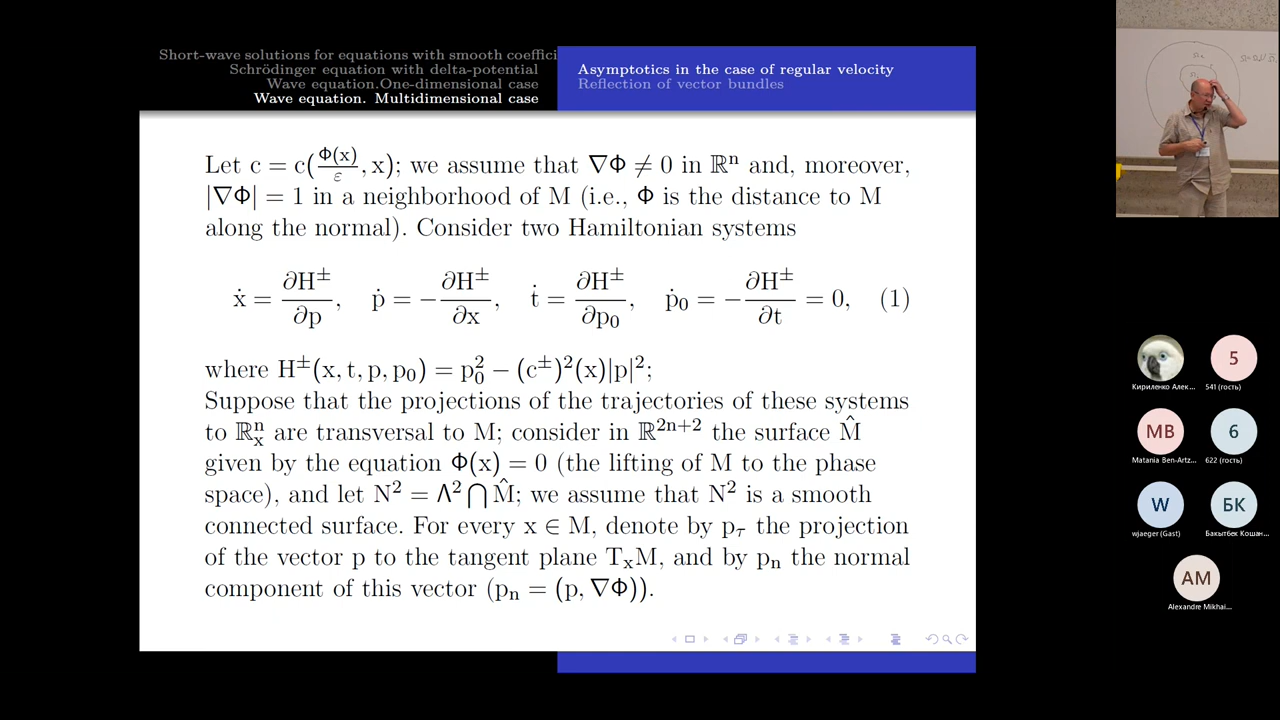 Short-wave solutions for equations with smooth coeffici
Schrödinger equation with delta-potential
Wave equation.One-dimensional case
Wave equation. Multidimensional case
Asymptotics in the case of regular velocity
Reflection of vector bundles
Let c = c(Φ(x)/ε, x); we assume that ∇Φ ≠ 0 in ℝⁿ and, moreover,
|∇Φ| = 1 in a neighborhood of M (i.e., Φ is the distance to M
along the normal). Consider two Hamiltonian systems
ẋ = ∂H±/∂p, ṗ = −∂H±/∂x, ṫ = ∂H±/∂p₀, ṗ₀ = −∂H±/∂t = 0, (1)
where H±(x, t, p, p₀) = p₀² − (c±)²(x)|p|²;
Suppose that the projections of the trajectories of these systems
to ℝⁿₓ are transversal to M; consider in ℝ²ⁿ⁺² the surface M̂
given by the equation Φ(x) = 0 (the lifting of M to the phase
space), and let N² = Λ² ⋂ M̂; we assume that N² is a smooth
connected surface. For every x ∈ M, denote by p_τ the projection
of the vector p to the tangent plane TₓM, and by pₙ the normal
component of this vector (pₙ = (p, ∇Φ)).
Кириленко Алек...
5
541 (гость)
MB
Matania Ben-Artz...
6
622 (гость)
W
wjaeger (Gast)
БК
Бакытбек Кошан...
AM
Alexandre Mikhai...